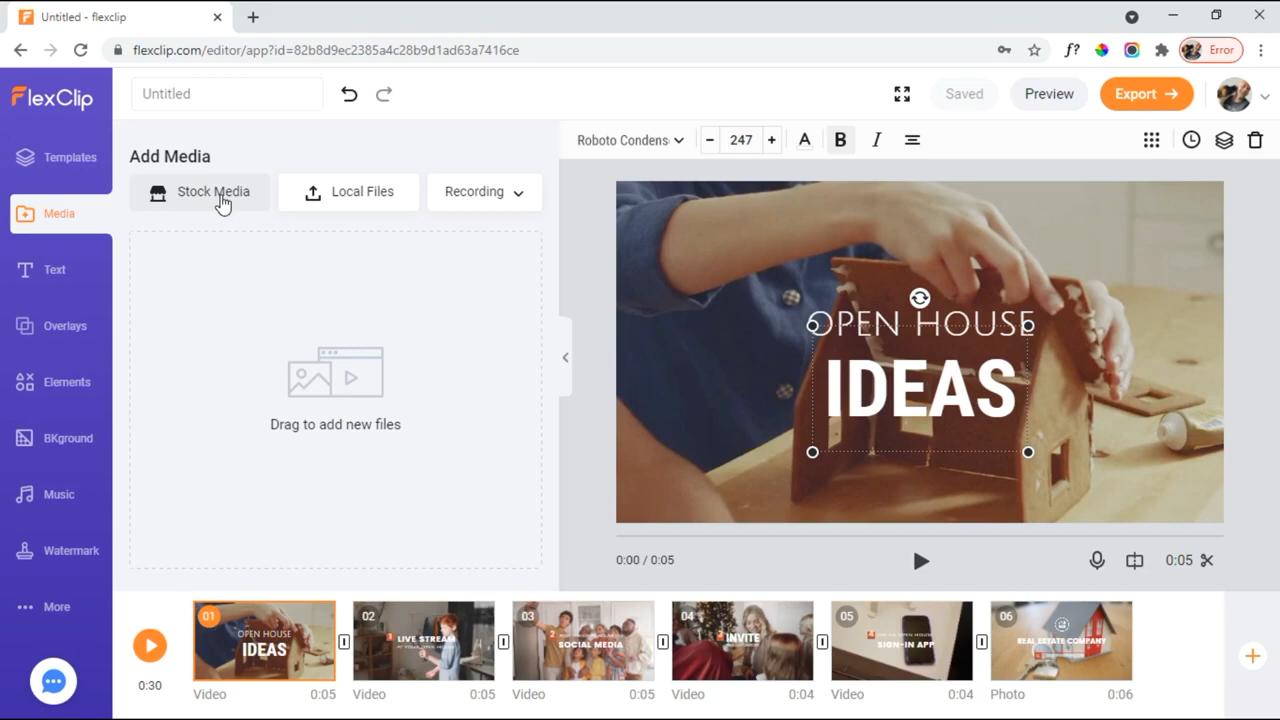 Untitled - flexclip
flexclip.com/editor/app?id=82b8d9ec2385a4c28b9d1ad63a7416ce
f?
Error
FlexClip
Untitled
Saved
Preview
Export
Templates
Media
Text
Overlays
Elements
BKground
Music
Watermark
More
Add Media
Stock Media
Local Files
Recording
Drag to add new files
Roboto Condens
247
A
B
I
OPEN HOUSE
IDEAS
0:00 / 0:05
0:05
0:30
01
OPEN HOUSE
IDEAS
Video
0:05
02
1
LIVE STREAM
Video
0:05
03
2
SOCIAL MEDIA
Video
0:05
04
3
INVITE
Video
0:04
05
4
SIGN-IN APP
Video
0:04
06
REAL ESTATE COMPANY
Photo
0:06